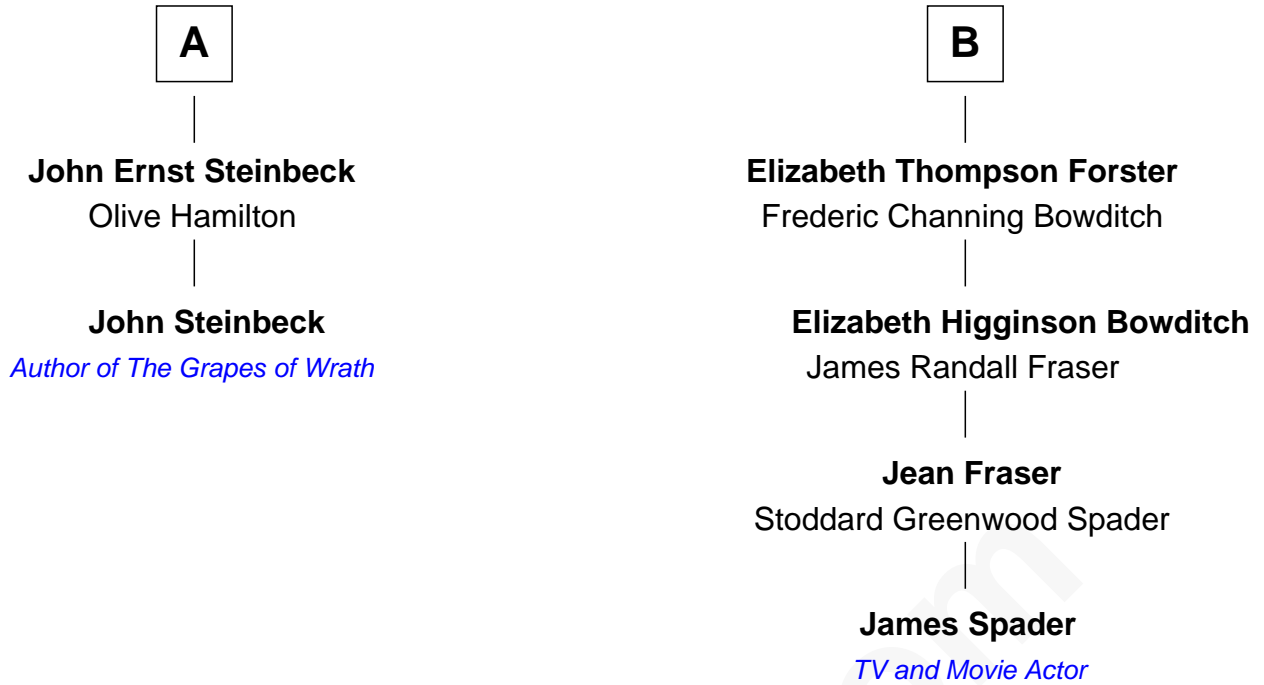 A
John Ernst Steinbeck
Olive Hamilton
John Steinbeck
Author of The Grapes of Wrath
B
Elizabeth Thompson Forster
Frederic Channing Bowditch
Elizabeth Higginson Bowditch
James Randall Fraser
Jean Fraser
Stoddard Greenwood Spader
James Spader
TV and Movie Actor